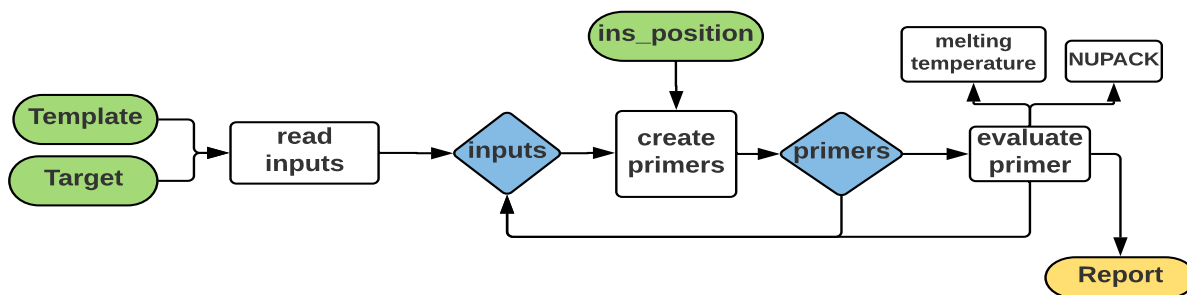 ins_position
melting
temperature
NUPACK
Template
Target
read
inputs
inputs
create
primers
primers
evaluate
primer
Report